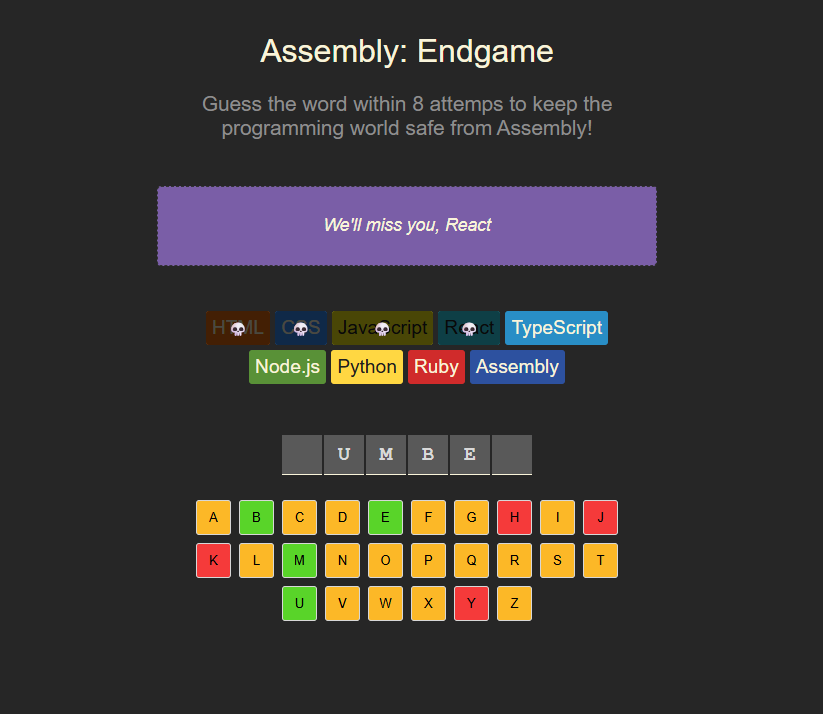 Assembly: Endgame
Guess the word within 8 attemps to keep the
programming world safe from Assembly!
We'll miss you, React
HTML CSS JavaScript React TypeScript
Node.js Python Ruby Assembly
U M B E
A B C D E F G H I J
K L M N O P Q R S T
U V W X Y Z